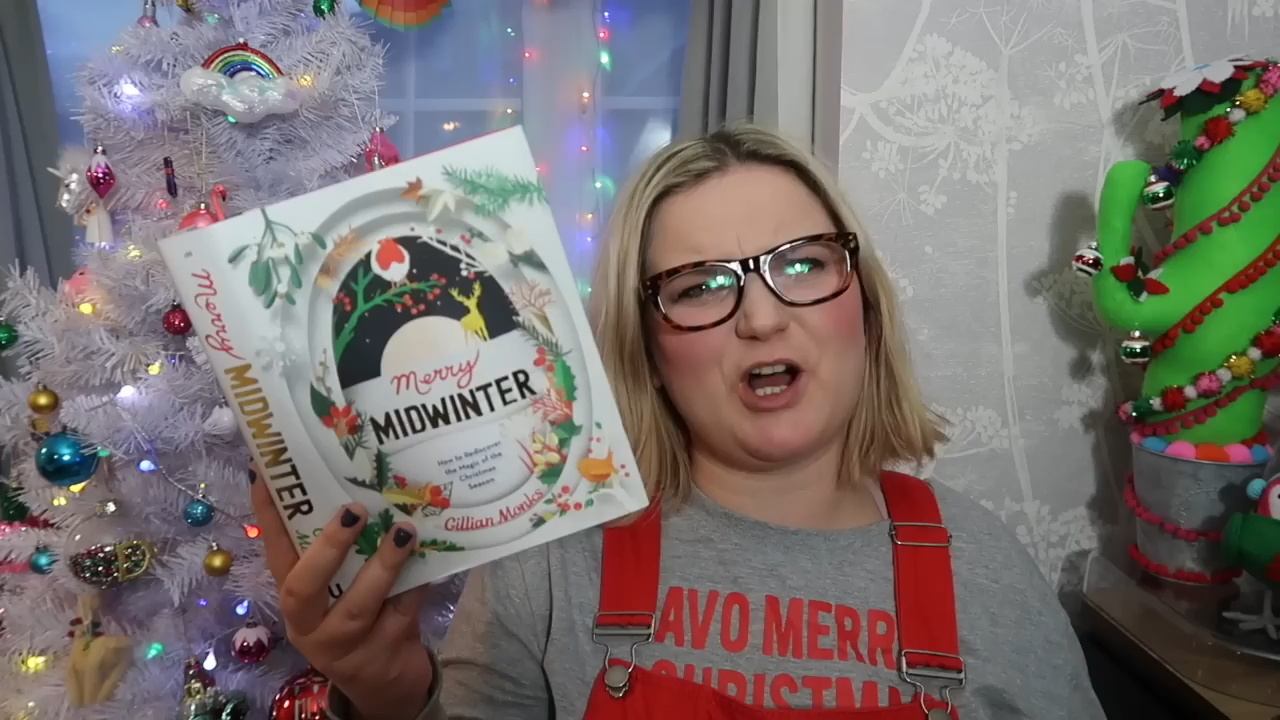 Merry
MIDWINTER
Merry
MIDWINTER
How to Rediscover
the Magic of the
Christmas
Season
Gillian Monks
AVO MERR
CHRISTMA